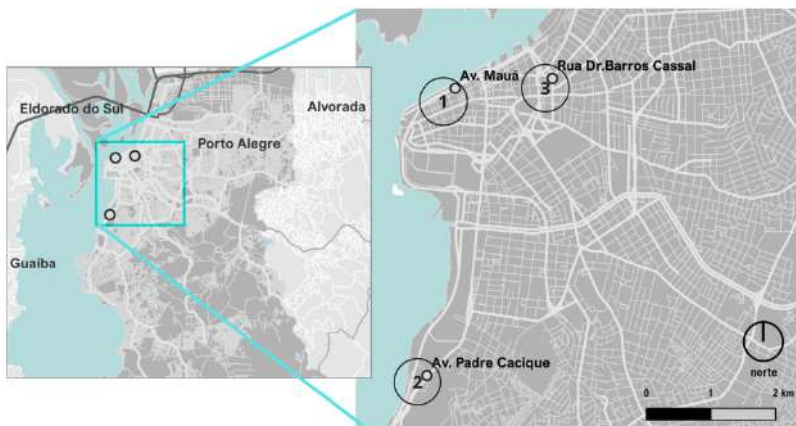 Eldorado do Sul
Alvorada
Porto Alegre
Guaíba
Av. Mauá
1
Rua Dr.Barros Cassal
3
Av. Padre Cacique
2
norte
0 1 2 km